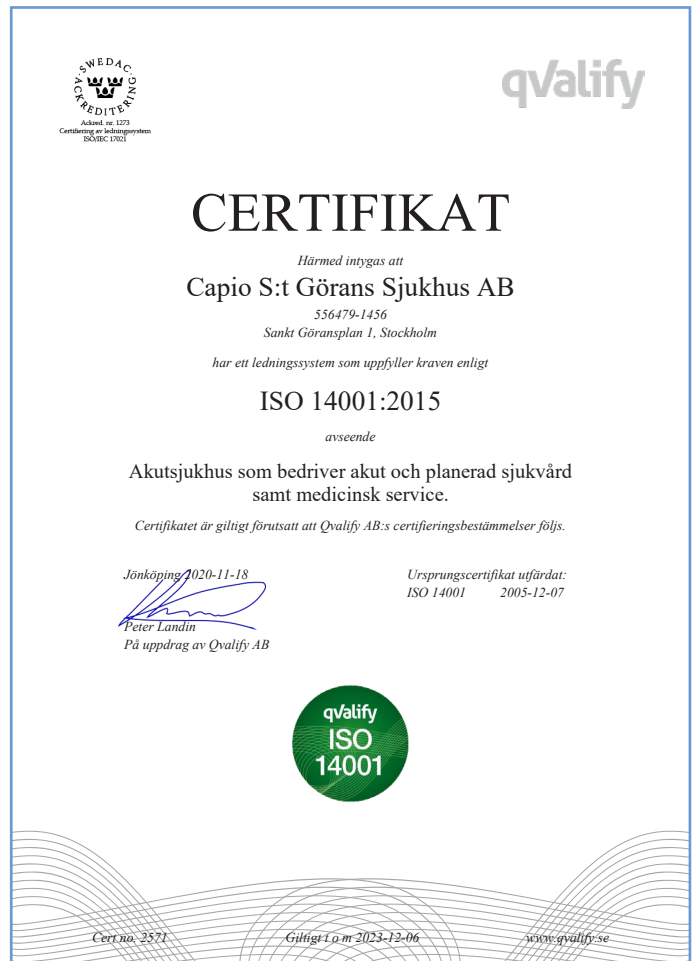 SWEDAC
ACKREDITERING
Ackred. nr. 1273
Certifiering av ledningssystem
ISO/IEC 17021
qvalify
CERTIFIKAT
Härmed intygas att
Capio S:t Görans Sjukhus AB
556479-1456
Sankt Göransplan 1, Stockholm
har ett ledningssystem som uppfyller kraven enligt
ISO 14001:2015
avseende
Akutsjukhus som bedriver akut och planerad sjukvård
samt medicinsk service.
Certifikatet är giltigt förutsatt att Qvalify AB:s certifieringsbestämmelser följs.
Jönköping 2020-11-18
Peter Landin
På uppdrag av Qvalify AB
Ursprungscertifikat utfärdat:
ISO 14001 2005-12-07
qvalify
ISO
14001
Cert no. 2571
Giltigt t o m 2023-12-06
www.qvalify.se